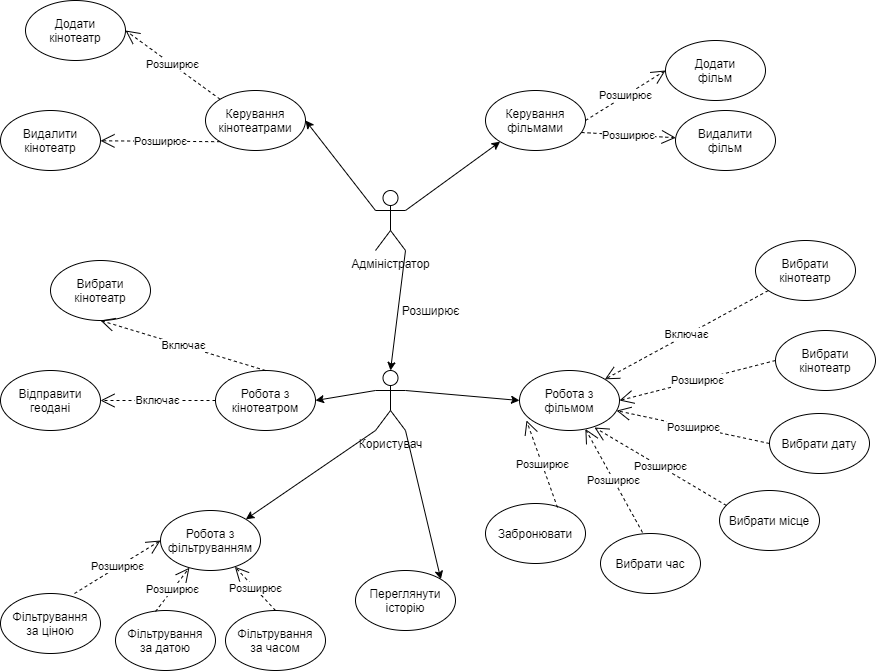 Додати
кінотеатр
Розширює
Видалити
кінотеатр
Розширює
Керування
кінотеатрами
Керування
фільмами
Розширює
Додати
фільм
Розширює
Видалити
фільм
Адміністратор
Розширює
Вибрати
кінотеатр
Включає
Відправити
геодані
Включає
Робота з
кінотеатром
Користувач
Робота з
фільмом
Включає
Вибрати
кінотеатр
Розширює
Вибрати
кінотеатр
Розширює
Вибрати дату
Розширює
Вибрати місце
Розширює
Вибрати час
Розширює
Забронювати
Робота з
фільтруванням
Розширює
Розширює
Розширює
Фільтрування
за ціною
Фільтрування
за датою
Фільтрування
за часом
Переглянути
історію